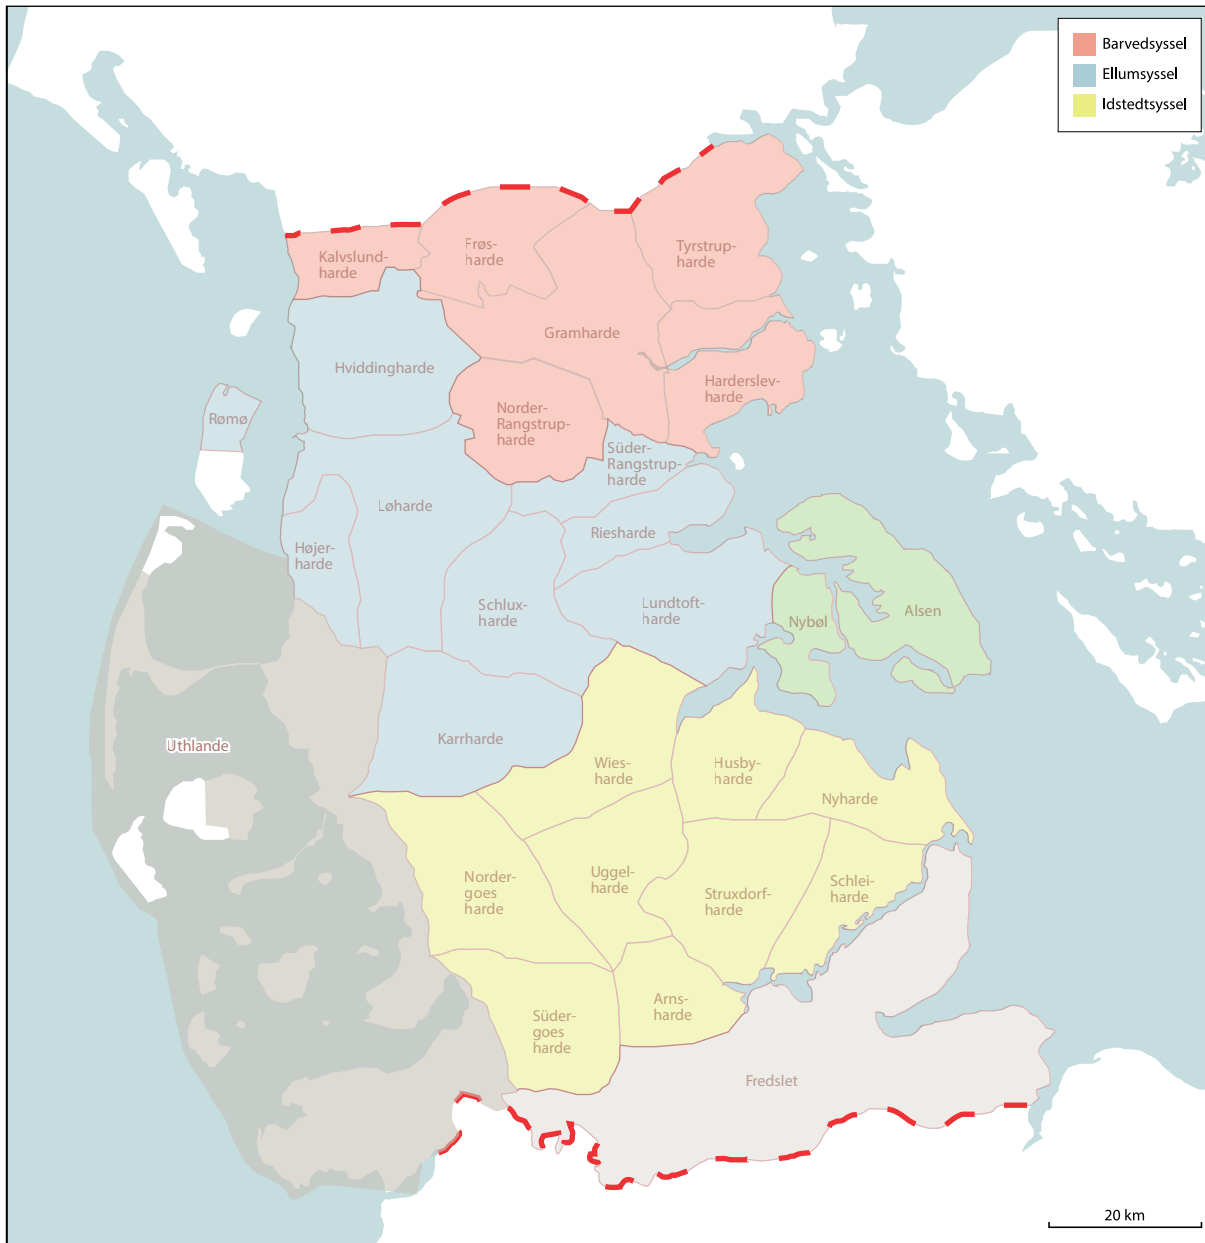 Barvedsyssel
Ellumsyssel
Idstedtsyssel
Kalvslund-
harde
Frøs-
harde
Tyrstrup-
harde
Gramharde
Hviddingharde
Harderslev-
harde
Norder-
Rangstrup-
harde
Rømø
Süder-
Rangstrup-
harde
Løharde
Riesharde
Højer-
harde
Schlux-
harde
Lundtoft-
harde
Nybøl
Alsen
Uthlande
Karrharde
Wies-
harde
Husby-
harde
Nyharde
Norder-
goes
harde
Uggel-
harde
Struxdorf-
harde
Schlei-
harde
Süder-
goes
harde
Arns-
harde
Fredslet
20 km